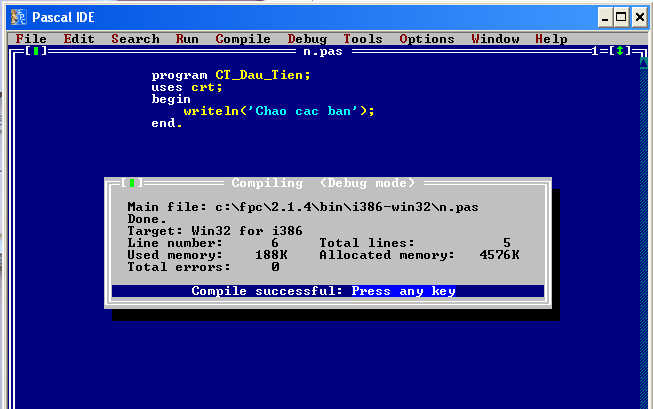 Pascal IDE
File Edit Search Run Compile Debug Tools Options Window Help
n.pas 1=[↕]
program CT_Dau_Tien;
uses crt;
begin
writeln('Chao cac ban');
end.
Compiling (Debug mode)
Main file: c:\fpc\2.1.4\bin\i386-win32\n.pas
Done.
Target: Win32 for i386
Line number: 6 Total lines: 5
Used memory: 188K Allocated memory: 4576K
Total errors: 0
Compile successful: Press any key